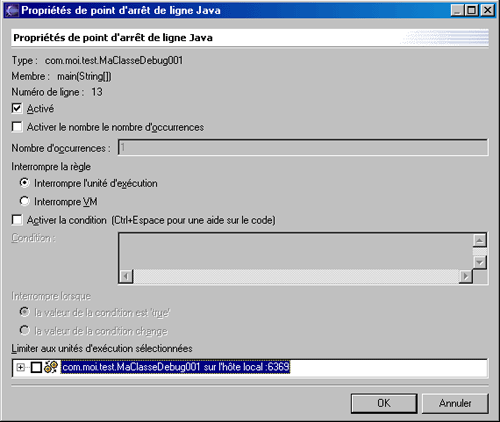 Propriétés de point d'arrêt de ligne Java
Propriétés de point d'arrêt de ligne Java
Type : com.moi.test.MaClasseDebug001
Membre : main(String[])
Numéro de ligne : 13
Activé
Activer le nombre le nombre d'occurrences
Nombre d'occurrences : 1
Interrompre la règle
Interrompre l'unité d'exécution
Interrompre VM
Activer la condition (Ctrl+Espace pour une aide sur le code)
Condition :
Interrompre lorsque
la valeur de la condition est 'true'
la valeur de la condition change
Limiter aux unités d'exécution sélectionnées
com.moi.test.MaClasseDebug001 sur l'hôte local :6369
OK Annuler